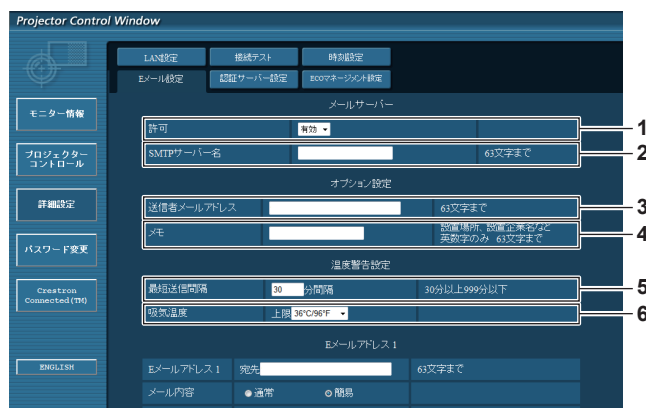 Projector Control Window
LAN設定 接続テスト 時刻設定
Eメール設定 認証サーバー設定 ECOマネージメント設定
モニター情報
プロジェクター
コントロール
詳細設定
パスワード変更
Crestron
Connected(TM)
ENGLISH
メールサーバー
許可 有効 1
SMTPサーバー名 63文字まで 2
オプション設定
送信者メールアドレス 63文字まで 3
メモ 設置場所、設置企業名など
英数字のみ 63文字まで 4
温度警告設定
最短送信間隔 30 分間隔 30分以上999分以下 5
吸気温度 上限 36°C/96°F 6
Eメールアドレス 1
Eメールアドレス 1 宛先 63文字まで
メール内容 通常 簡易